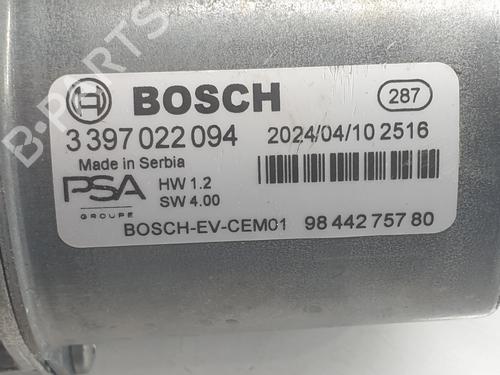 B-PARTS
BOSCH 287
3 397 022 094 2024/04/10 2516
Made in Serbia
PSA HW 1.2
GROUPE SW 4.00
BOSCH-EV-CEM01 98 442 757 80